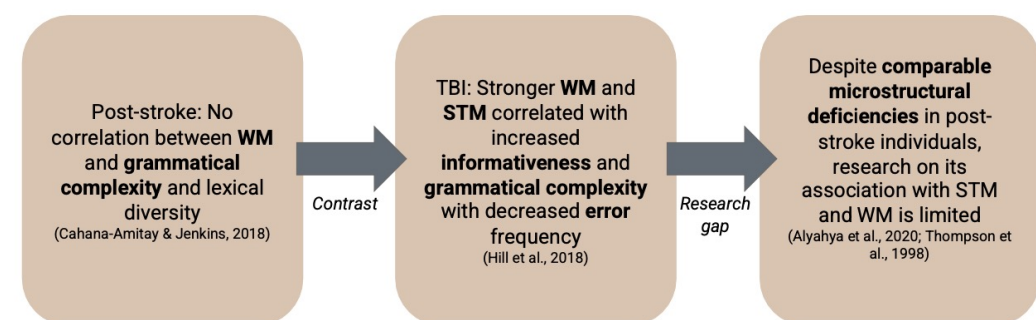 Post-stroke: No
correlation between WM
and grammatical
complexity and lexical
diversity
(Cahana-Amitay & Jenkins, 2018)
Contrast
TBI: Stronger WM and
STM correlated with
increased
informativeness and
grammatical complexity
with decreased error
frequency
(Hill et al., 2018)
Research
gap
Despite comparable
microstructural
deficiencies in post-
stroke individuals,
research on its
association with STM
and WM is limited
(Alyahya et al., 2020; Thompson et
al., 1998)